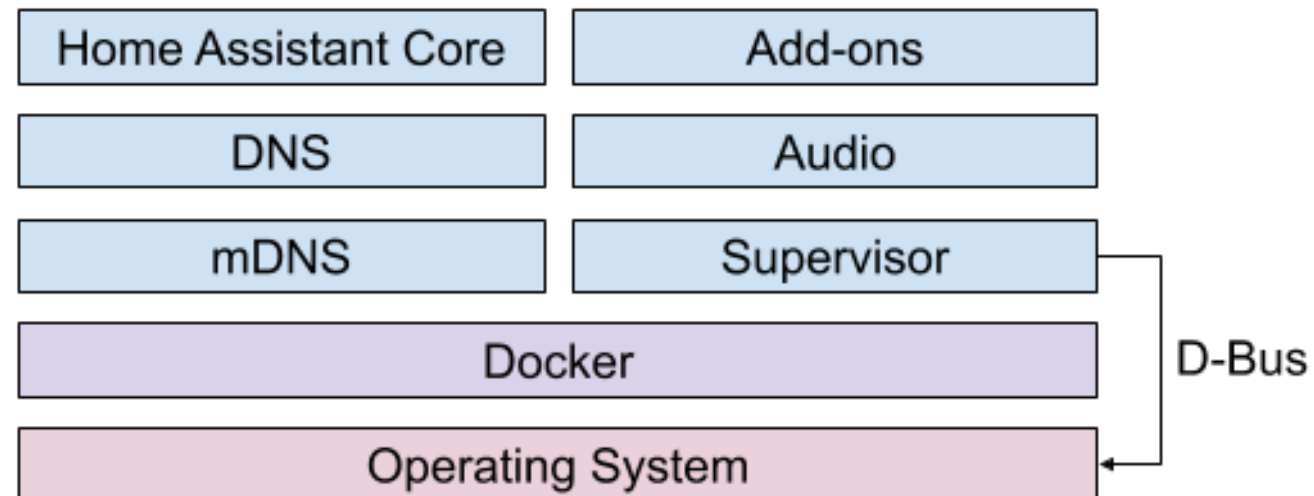 Home Assistant Core
Add-ons
DNS
Audio
mDNS
Supervisor
Docker
D-Bus
Operating System